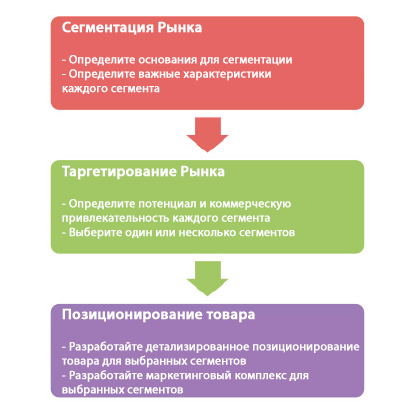 Сегментация Рынка
- Определите основания для сегментации
- Определите важные характеристики
каждого сегмента
Таргетирование Рынка
- Определите потенциал и коммерческую
привлекательность каждого сегмента
- Выберите один или несколько сегментов
Позиционирование товара
- Разработайте детализированное позиционирование
товара для выбранных сегментов
- Разработайте маркетинговый комплекс для
выбранных сегментов